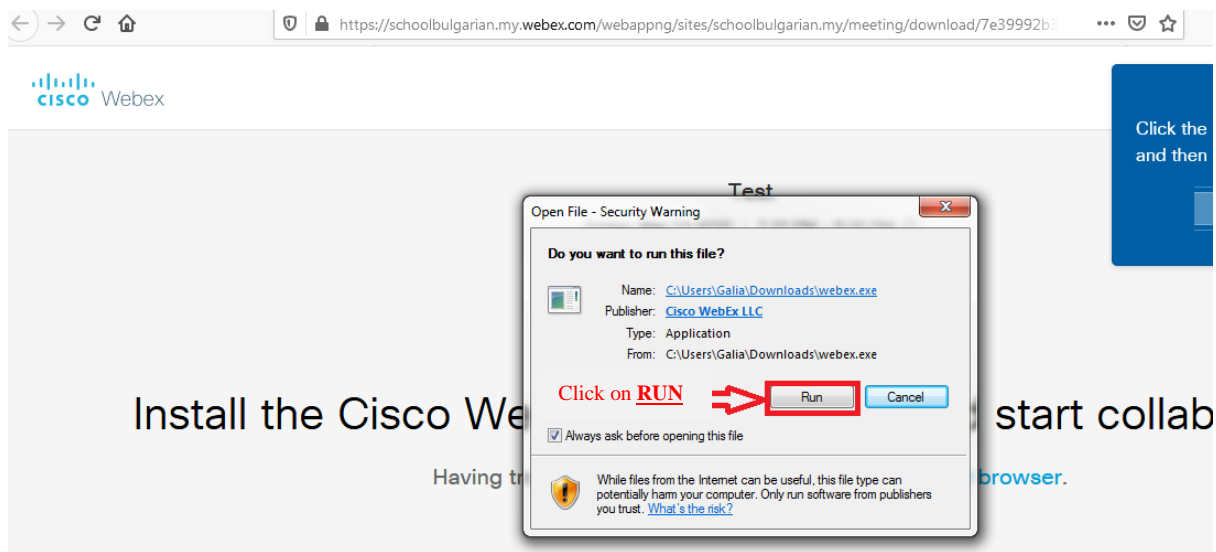 https://schoolbulgarian.my.webex.com/webappng/sites/schoolbulgarian.my/meeting/download/7e39992b3
cisco Webex
Click the
and then
Test
Open File - Security Warning
Do you want to run this file?
Name: C:\Users\Galia\Downloads\webex.exe
Publisher: Cisco WebEx LLC
Type: Application
From: C:\Users\Galia\Downloads\webex.exe
Click on RUN
Run
Cancel
Install the Cisco We
start collab
Always ask before opening this file
Having tr
browser.
While files from the Internet can be useful, this file type can
potentially harm your computer. Only run software from publishers
you trust. What's the risk?